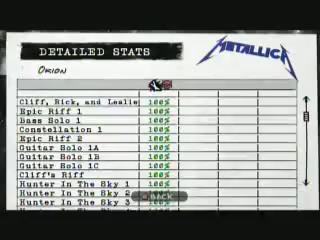 DETAILED STATS
METALLICA
ORION
Cliff, Rick, and Leslie 100%
Epic Riff 1 100%
Bass Solo 1 100%
Constellation 1 100%
Epic Riff 2 100%
Guitar Solo 1A 100%
Guitar Solo 1B 100%
Guitar Solo 1C 100%
Cliff's Riff 100%
Hunter In The Sky 1 100%
Hunter In The Sky 2
Hunter In The Sky 3 100%
BACK